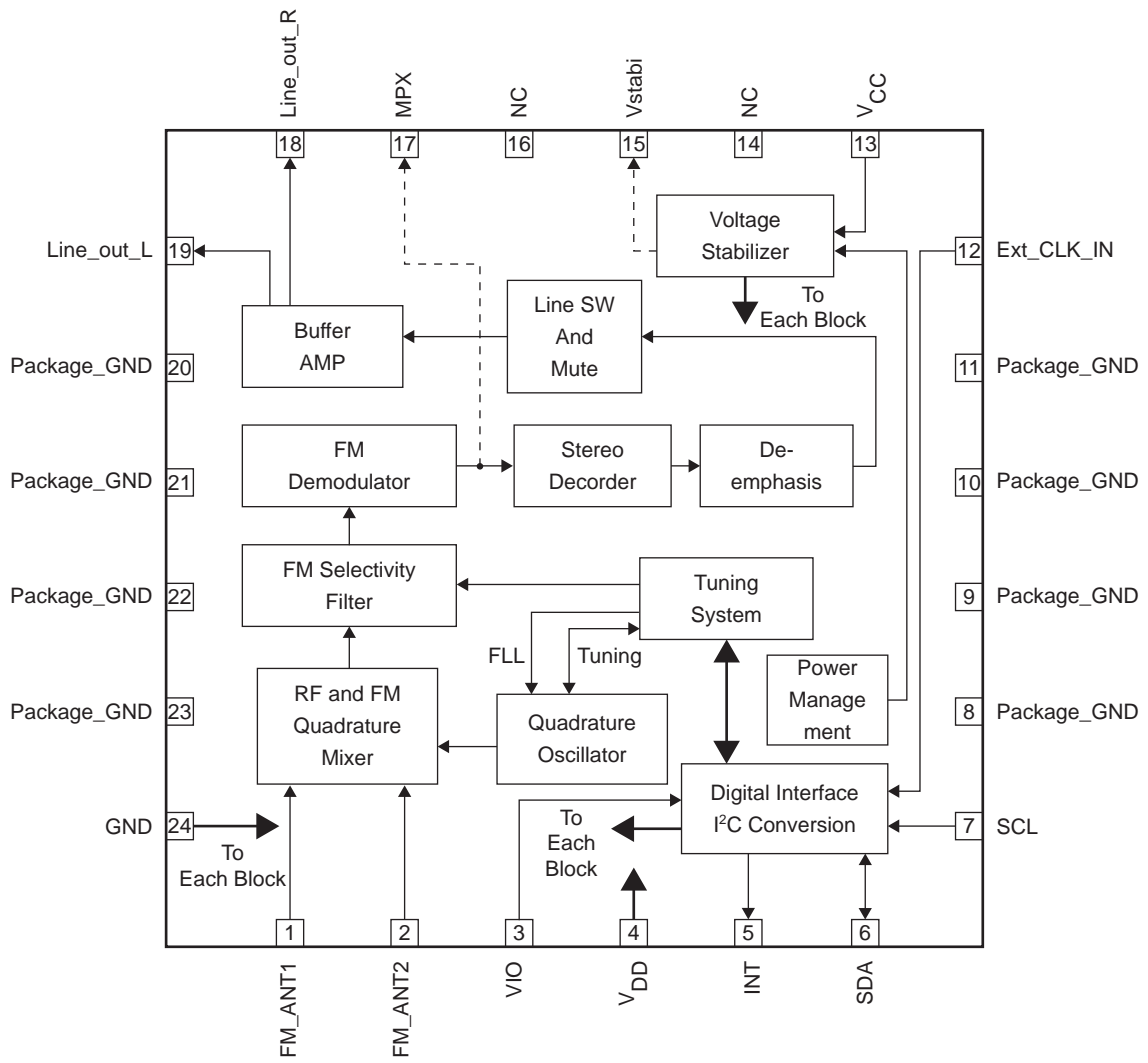 Line_out_R
MPX
NC
Vstabi
NC
VCC
18
17
16
15
14
13
Line_out_L
19
Voltage
Stabilizer
12
Ext_CLK_IN
To
Each Block
Buffer
AMP
Line SW
And
Mute
Package_GND
20
11
Package_GND
FM
Demodulator
Stereo
Decorder
De-
emphasis
Package_GND
21
10
Package_GND
FM Selectivity
Filter
Tuning
System
Package_GND
22
9
Package_GND
FLL
Tuning
RF and FM
Quadrature
Mixer
Quadrature
Oscillator
Power
Manage
ment
Package_GND
23
8
Package_GND
Digital Interface
I²C Conversion
GND
24
To
Each Block
To
Each
Block
7
SCL
1
2
3
4
5
6
FM_ANT1
FM_ANT2
VIO
VDD
INT
SDA